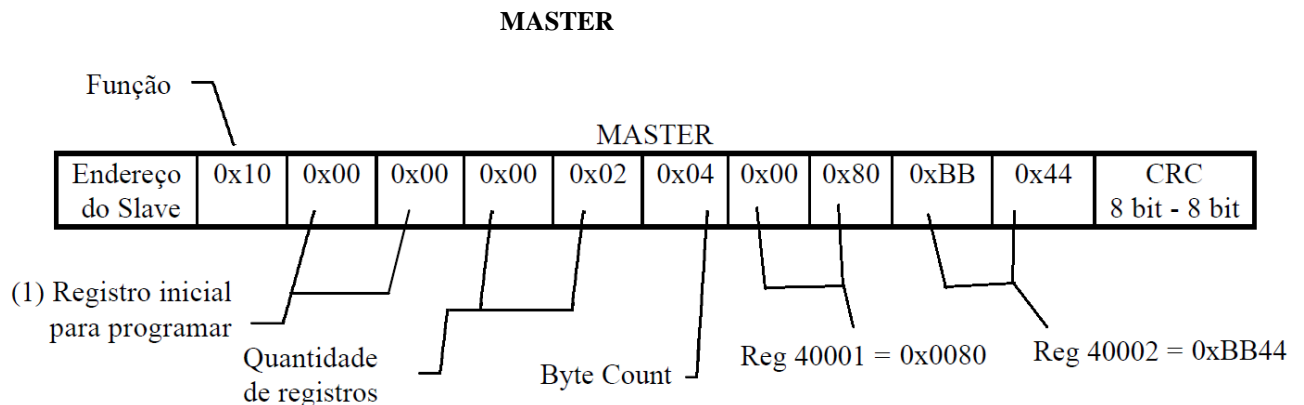 MASTER
Função
MASTER
Endereço do Slave 0x10 0x00 0x00 0x00 0x02 0x04 0x00 0x80 0xBB 0x44 CRC 8 bit - 8 bit
(1) Registro inicial
para programar
Quantidade
de registros
Byte Count
Reg 40001 = 0x0080
Reg 40002 = 0xBB44